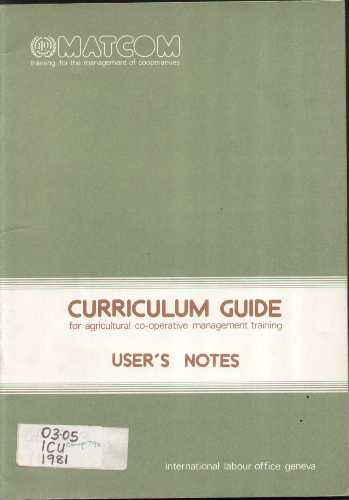 MATCOM
training for the management of cooperatives
CURRICULUM GUIDE
for agricultural co-operative management training
USER'S NOTES
03·05
ICU
1981
international labour office geneva